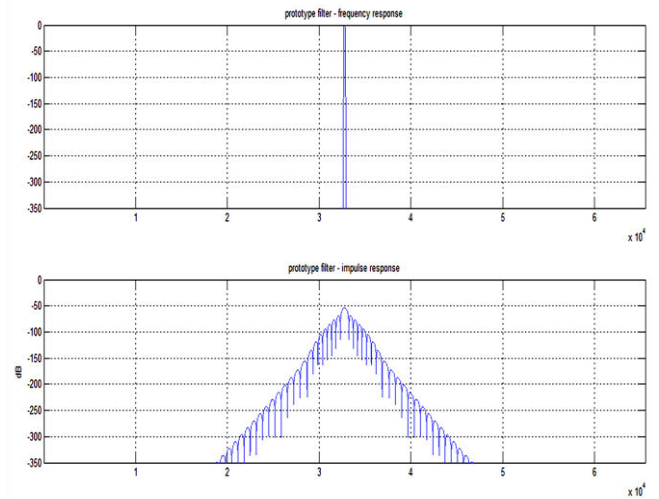 prototype filter - frequency response
0
-50
-100
-150
-200
-250
-300
-350
1 2 3 4 5 6
x 10^4
prototype filter - impulse response
0
-50
-100
-150
-200
-250
-300
-350
dB
1 2 3 4 5 6
x 10^4